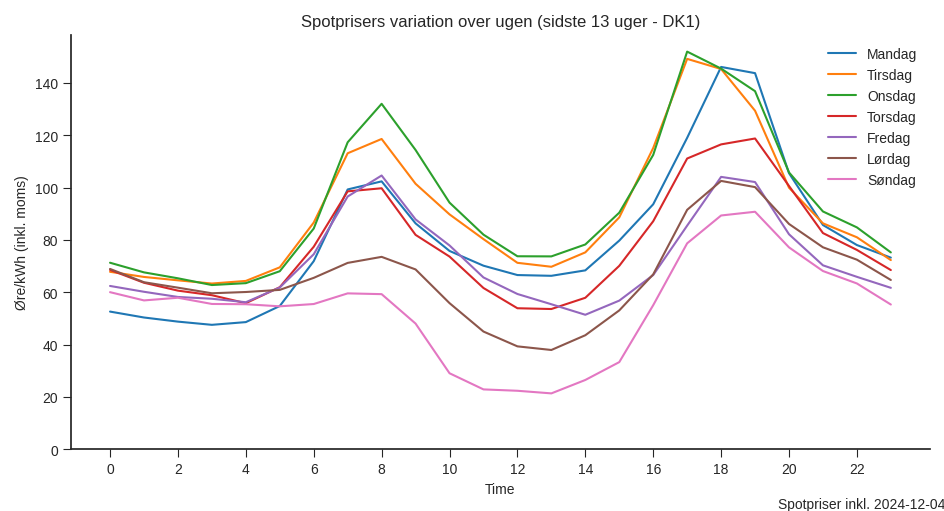 Spotprisers variation over ugen (sidste 13 uger - DK1)
Mandag
Tirsdag
Onsdag
Torsdag
Fredag
Lørdag
Søndag
Øre/kWh (inkl. moms)
140
120
100
80
60
40
20
0
0 2 4 6 8 10 12 14 16 18 20 22
Time
Spotpriser inkl. 2024-12-04